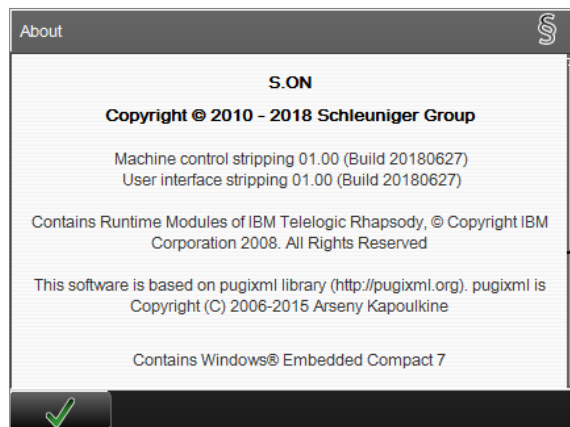 About
§
S.ON
Copyright © 2010 - 2018 Schleuniger Group
Machine control stripping 01.00 (Build 20180627)
User interface stripping 01.00 (Build 20180627)
Contains Runtime Modules of IBM Telelogic Rhapsody, © Copyright IBM
Corporation 2008. All Rights Reserved
This software is based on pugixml library (http://pugixml.org). pugixml is
Copyright (C) 2006-2015 Arseny Kapoulkine
Contains Windows® Embedded Compact 7